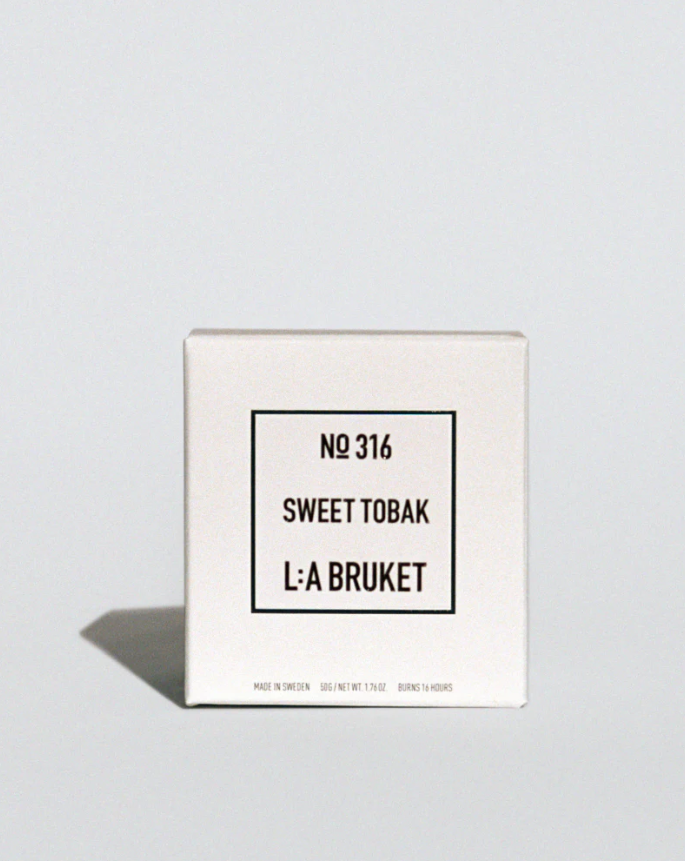 Nº 316
SWEET TOBAK
L:A BRUKET
MADE IN SWEDEN 50G / NET WT. 1.76 OZ. BURNS 16 HOURS